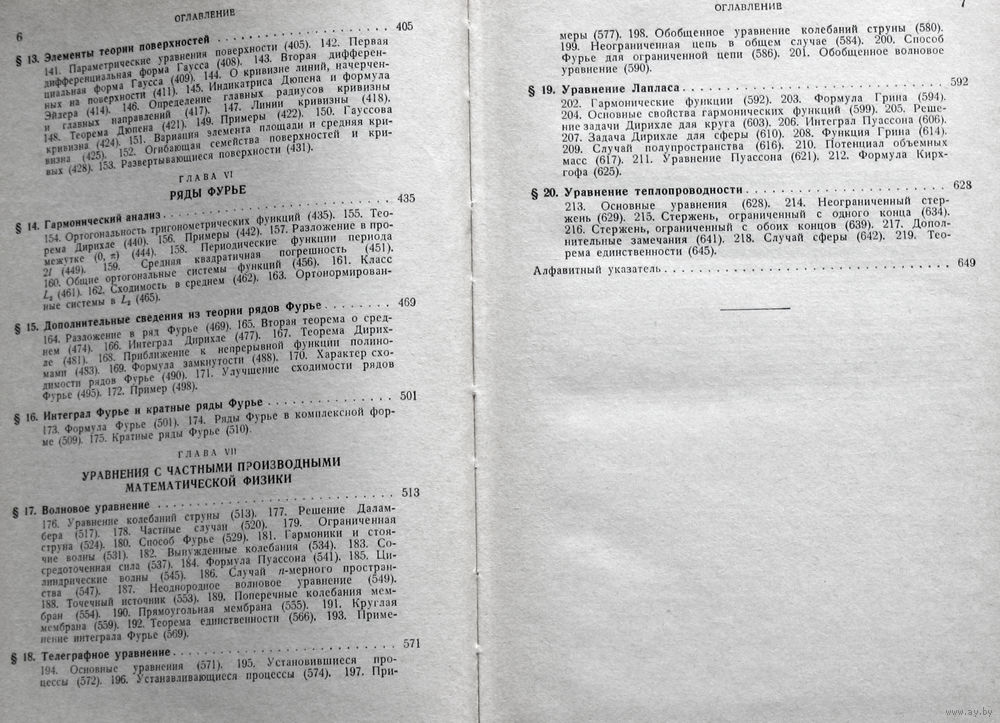 6
ОГЛАВЛЕНИЕ
§ 13. Элементы теории поверхностей . . . . . . . . . . . . . . . . 405
141. Параметрические уравнения поверхности (405). 142. Первая
дифференциальная форма Гаусса (408). 143. Вторая дифферен-
циальная форма Гаусса (409). 144. О кривизне линий, начерчен-
ных на поверхности (411). 145. Индикатриса Дюпена и формула
Эйлера (414). 146. Определение главных радиусов кривизны
и главных направлений (417). 147. Линии кривизны (418).
148. Теорема Дюпена (421). 149. Примеры (422). 150. Гауссова
кривизна (424). 151. Вариация элемента площади и средняя кри-
визна (425). 152. Огибающая семейства поверхностей и кри-
вых (428). 153. Развертывающиеся поверхности (431).
ГЛАВА VI
РЯДЫ ФУРЬЕ
§ 14. Гармонический анализ . . . . . . . . . . . . . . . . . . . . 435
154. Ортогональность тригонометрических функций (435). 155. Тео-
рема Дирихле (440). 156. Примеры (442). 157. Разложение в про-
межутке (0, π) (444). 158. Периодические функции периода
2l (449). 159. Средняя квадратичная погрешность (451).
160. Общие ортогональные системы функций (456). 161. Класс
L₂ (461). 162. Сходимость в среднем (462). 163. Ортонормирован-
ные системы в L₂ (465).
§ 15. Дополнительные сведения из теории рядов Фурье . . . . . . . . 469
164. Разложение в ряд Фурье (469). 165. Вторая теорема о сред-
нем (474). 166. Интеграл Дирихле (477). 167. Теорема Дирих-
ле (481). 168. Приближение к непрерывной функции полино-
мами (483). 169. Формула замкнутости (488). 170. Характер схо-
димости рядов Фурье (490). 171. Улучшение сходимости рядов
Фурье (495). 172. Пример (498).
§ 16. Интеграл Фурье и кратные ряды Фурье . . . . . . . . . . . . 501
173. Формула Фурье (501). 174. Ряды Фурье в комплексной фор-
ме (509). 175. Кратные ряды Фурье (510).
ГЛАВА VII
УРАВНЕНИЯ С ЧАСТНЫМИ ПРОИЗВОДНЫМИ
МАТЕМАТИЧЕСКОЙ ФИЗИКИ
§ 17. Волновое уравнение . . . . . . . . . . . . . . . . . . . . . 513
176. Уравнение колебаний струны (513). 177. Решение Далам-
бера (517). 178. Частные случаи (520). 179. Ограниченная
струна (524). 180. Способ Фурье (529). 181. Гармоники и стоя-
чие волны (531). 182. Вынужденные колебания (534). 183. Со-
средоточенная сила (537). 184. Формула Пуассона (541). 185. Ци-
линдрические волны (545). 186. Случай n-мерного простран-
ства (547). 187. Неоднородное волновое уравнение (549).
188. Точечный источник (553). 189. Поперечные колебания мем-
бран (554). 190. Прямоугольная мембрана (555). 191. Круглая
мембрана (559). 192. Теорема единственности (566). 193. Приме-
нение интеграла Фурье (569).
§ 18. Телеграфное уравнение . . . . . . . . . . . . . . . . . . . . 571
194. Основные уравнения (571). 195. Установившиеся про-
цессы (572). 196. Устанавливающиеся процессы (574). 197. При-
ОГЛАВЛЕНИЕ
7
меры (577). 198. Обобщенное уравнение колебаний струны (580).
199. Неограниченная цепь в общем случае (584). 200. Способ
Фурье для ограниченной цепи (586). 201. Обобщенное волновое
уравнение (590).
§ 19. Уравнение Лапласа . . . . . . . . . . . . . . . . . . . . . . 592
202. Гармонические функции (592). 203. Формула Грина (594).
204. Основные свойства гармонических функций (599). 205. Реше-
ние задачи Дирихле для круга (603). 206. Интеграл Пуассона (606).
207. Задача Дирихле для сферы (610). 208. Функция Грина (614).
209. Случай полупространства (616). 210. Потенциал объемных
масс (617). 211. Уравнение Пуассона (621). 212. Формула Кирх-
гофа (625).
§ 20. Уравнение теплопроводности . . . . . . . . . . . . . . . . . 628
213. Основные уравнения (628). 214. Неограниченный стер-
жень (629). 215. Стержень, ограниченный с одного конца (634).
216. Стержень, ограниченный с обоих концов (639). 217. Допол-
нительные замечания (641). 218. Случай сферы (642). 219. Тео-
рема единственности (645).
Алфавитный указатель . . . . . . . . . . . . . . . . . . . . . . . 649
www.ay.by